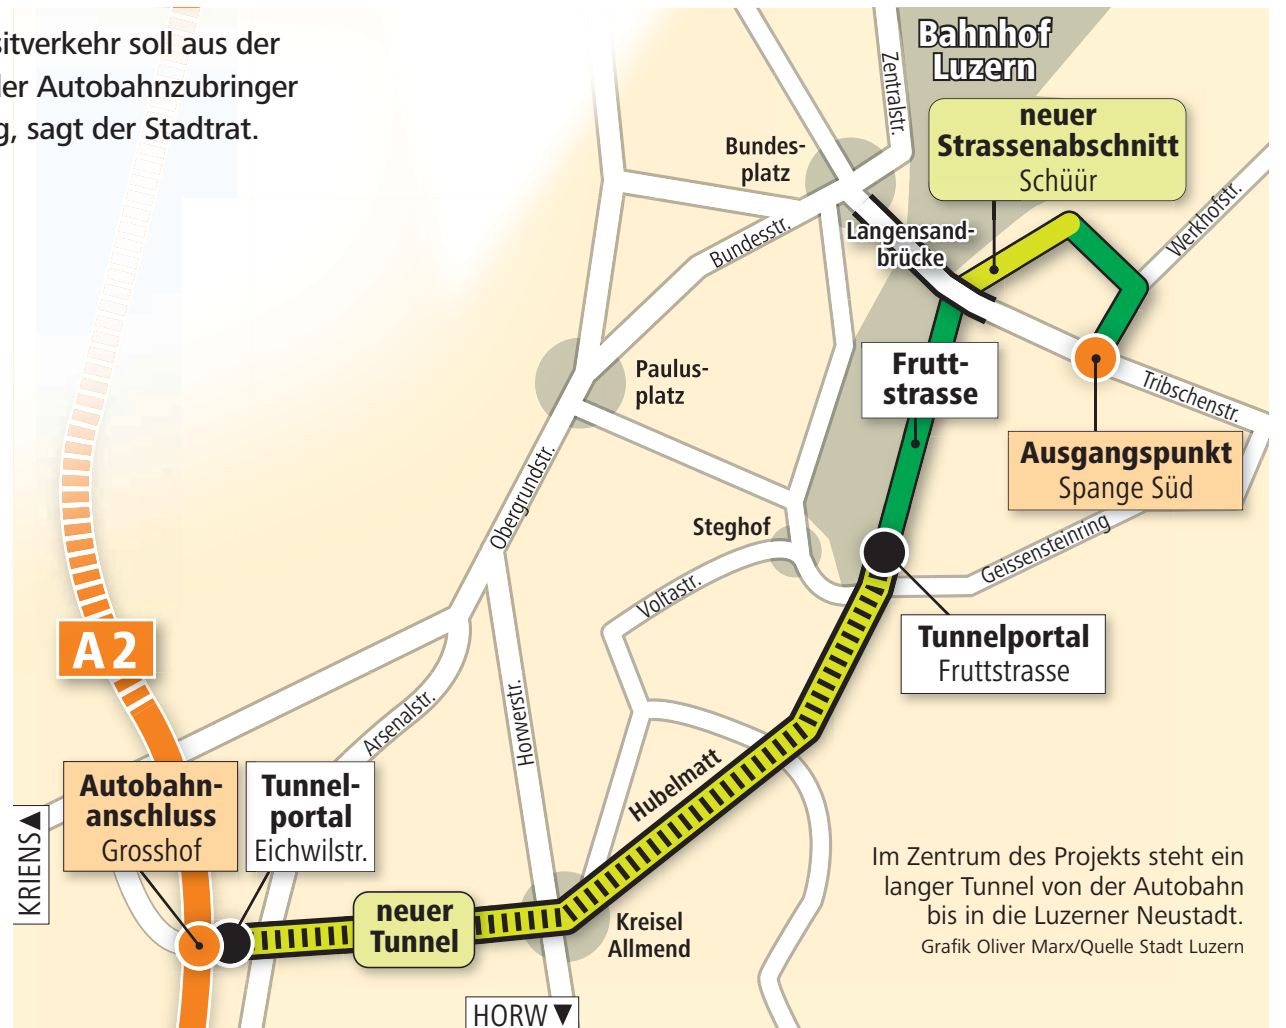 sitverkehr soll aus der
der Autobahnzubringer
g, sagt der Stadtrat.
Bahnhof
Luzern
Zentralstr.
neuer
Strassenabschnitt
Schüür
Bundes-
platz
Werkhofstr.
Langensand-
brücke
Bundesstr.
Frutt-
strasse
Paulus-
platz
Tribschenstr.
Ausgangspunkt
Spange Süd
Obergrundstr.
Steghof
Geissensteinring
Voltastr.
Tunnelportal
Fruttstrasse
A2
Arsenalstr.
Horwerstr.
Hubelmatt
Autobahn-
anschluss
Grosshof
Tunnel-
portal
Eichwilstr.
KRIENS▲
neuer
Tunnel
Kreisel
Allmend
Im Zentrum des Projekts steht ein
langer Tunnel von der Autobahn
bis in die Luzerner Neustadt.
Grafik Oliver Marx/Quelle Stadt Luzern
HORW▼